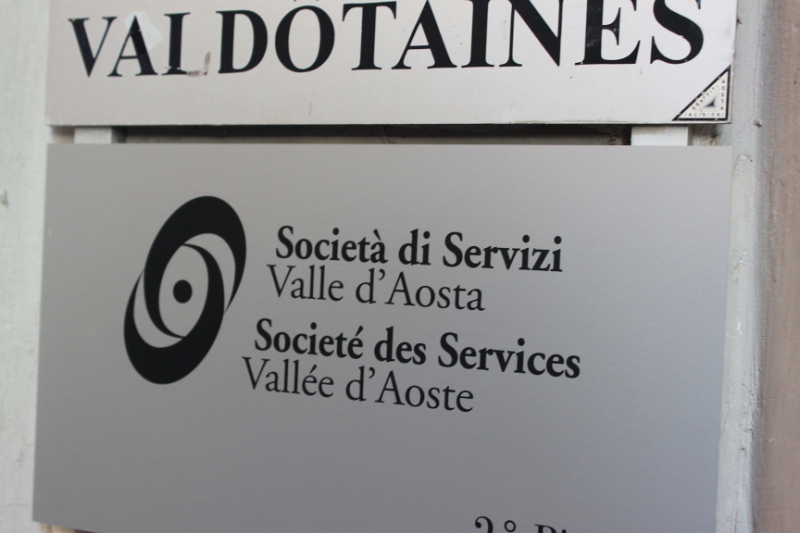 VALDÔTAINES
Società di Servizi
Valle d'Aosta
Societé des Services
Vallée d'Aoste